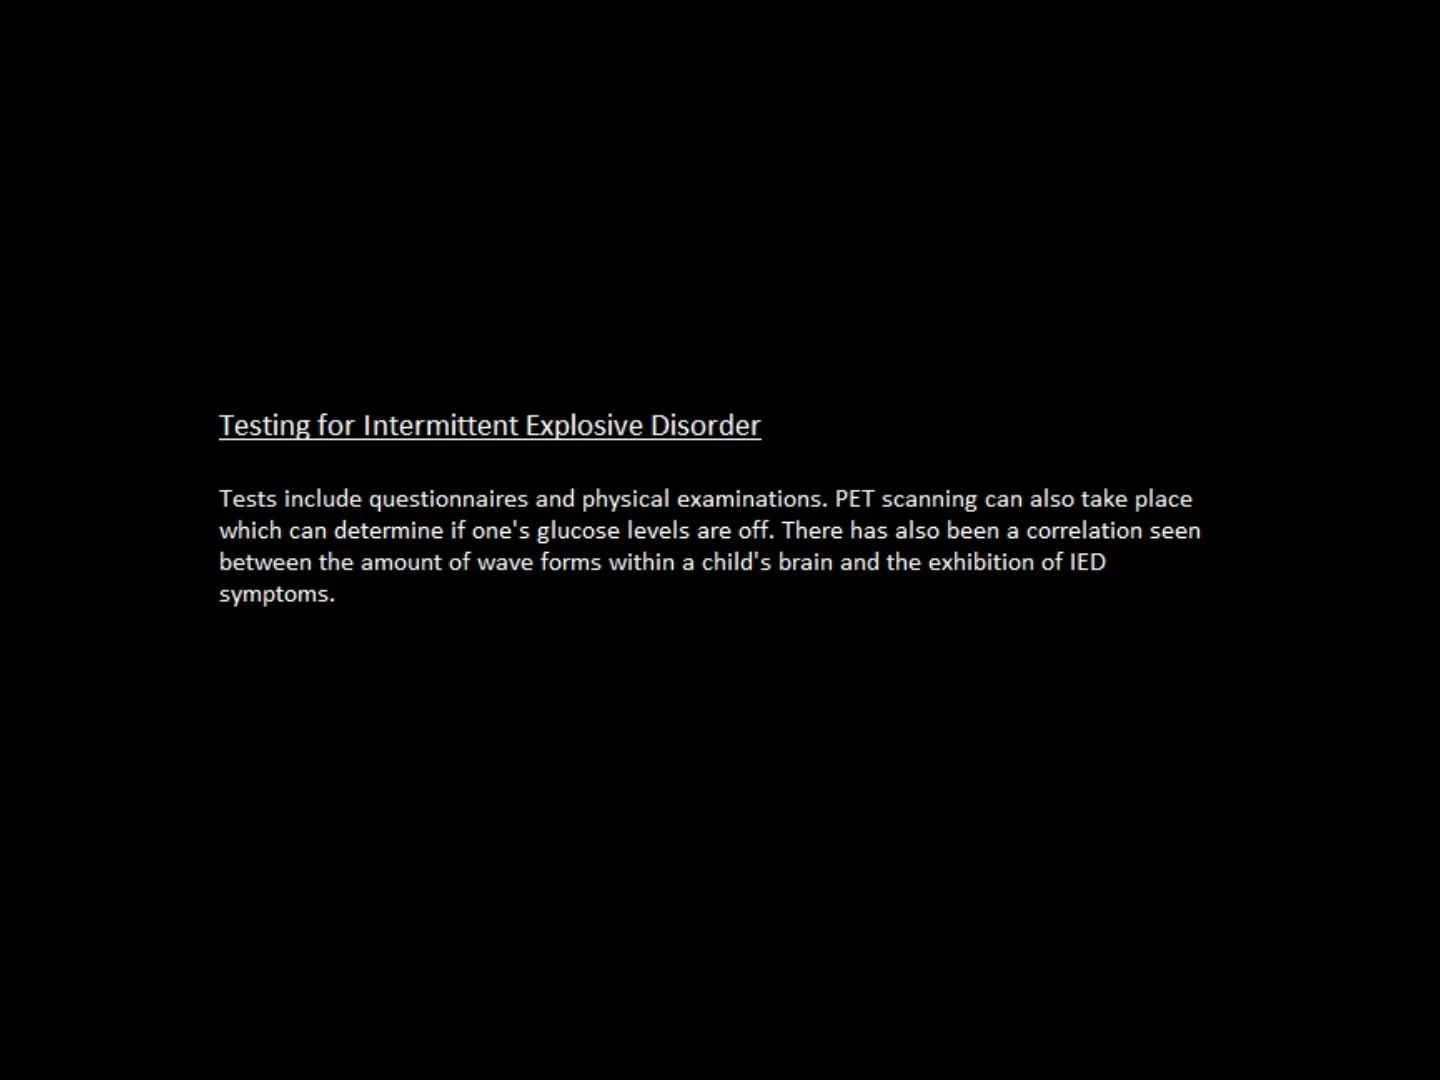 Testing for Intermittent Explosive Disorder
Tests include questionnaires and physical examinations. PET scanning can also take place
which can determine if one's glucose levels are off. There has also been a correlation seen
between the amount of wave forms within a child's brain and the exhibition of IED
symptoms.